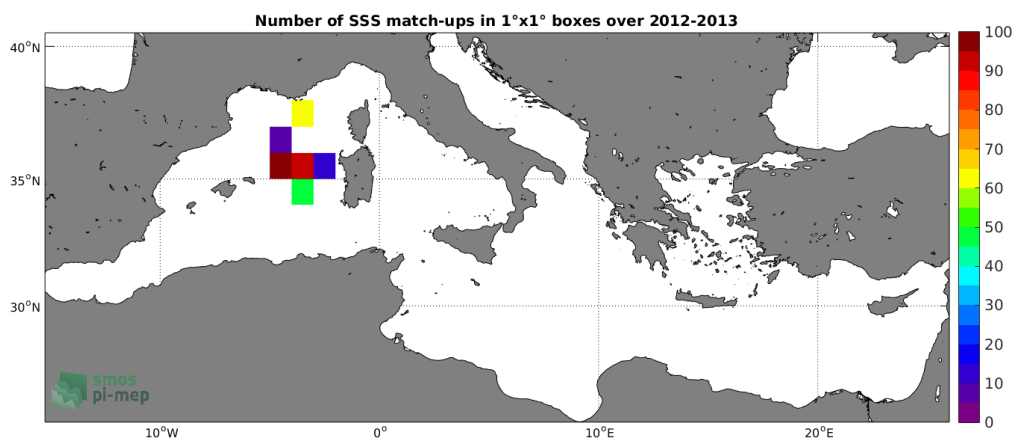 Number of SSS match-ups in 1°x1° boxes over 2012-2013
40°N
35°N
30°N
10°W
0°
10°E
20°E
100
90
80
70
60
50
40
30
20
10
0
smos
pi-mep